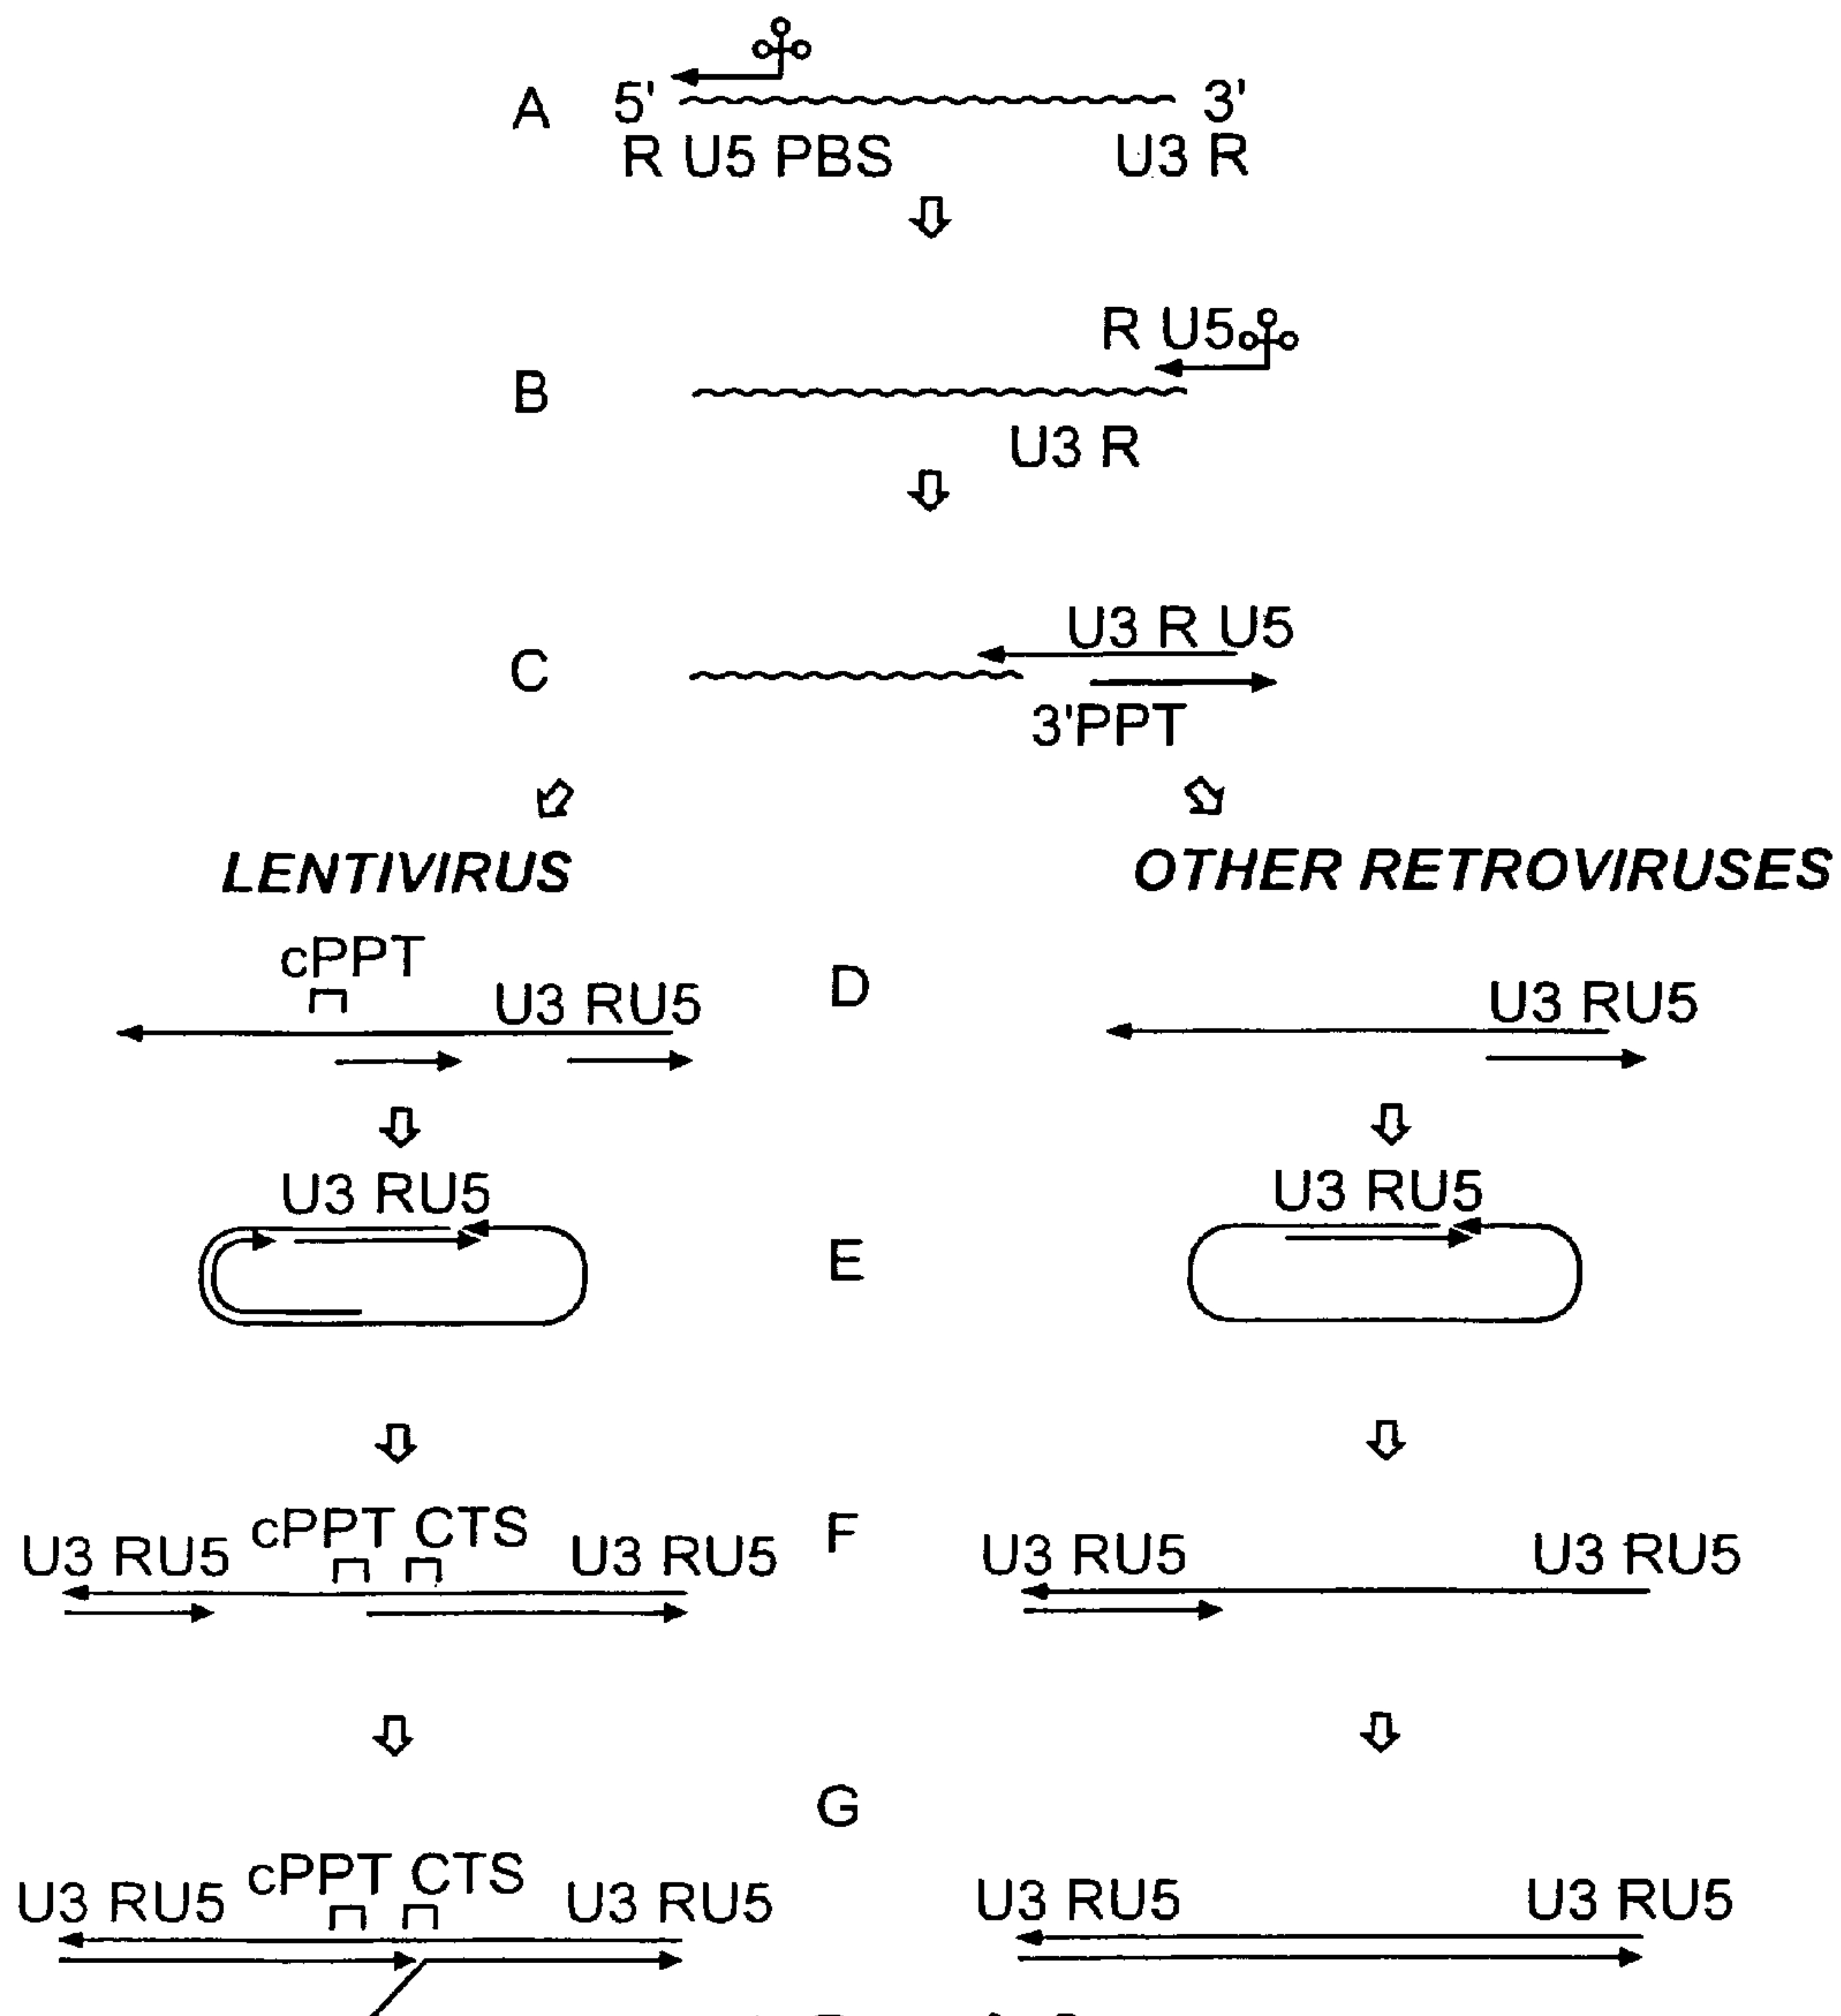 A 5' 3'
R U5 PBS U3 R
R U5
B
U3 R
U3 R U5
C
3'PPT
LENTIVIRUS OTHER RETROVIRUSES
cPPT
D
U3 RU5 U3 RU5
U3 RU5 U3 RU5
E
cPPT CTS F
U3 RU5 U3 RU5 U3 RU5 U3 RU5
G
cPPT CTS
U3 RU5 U3 RU5 U3 RU5 U3 RU5